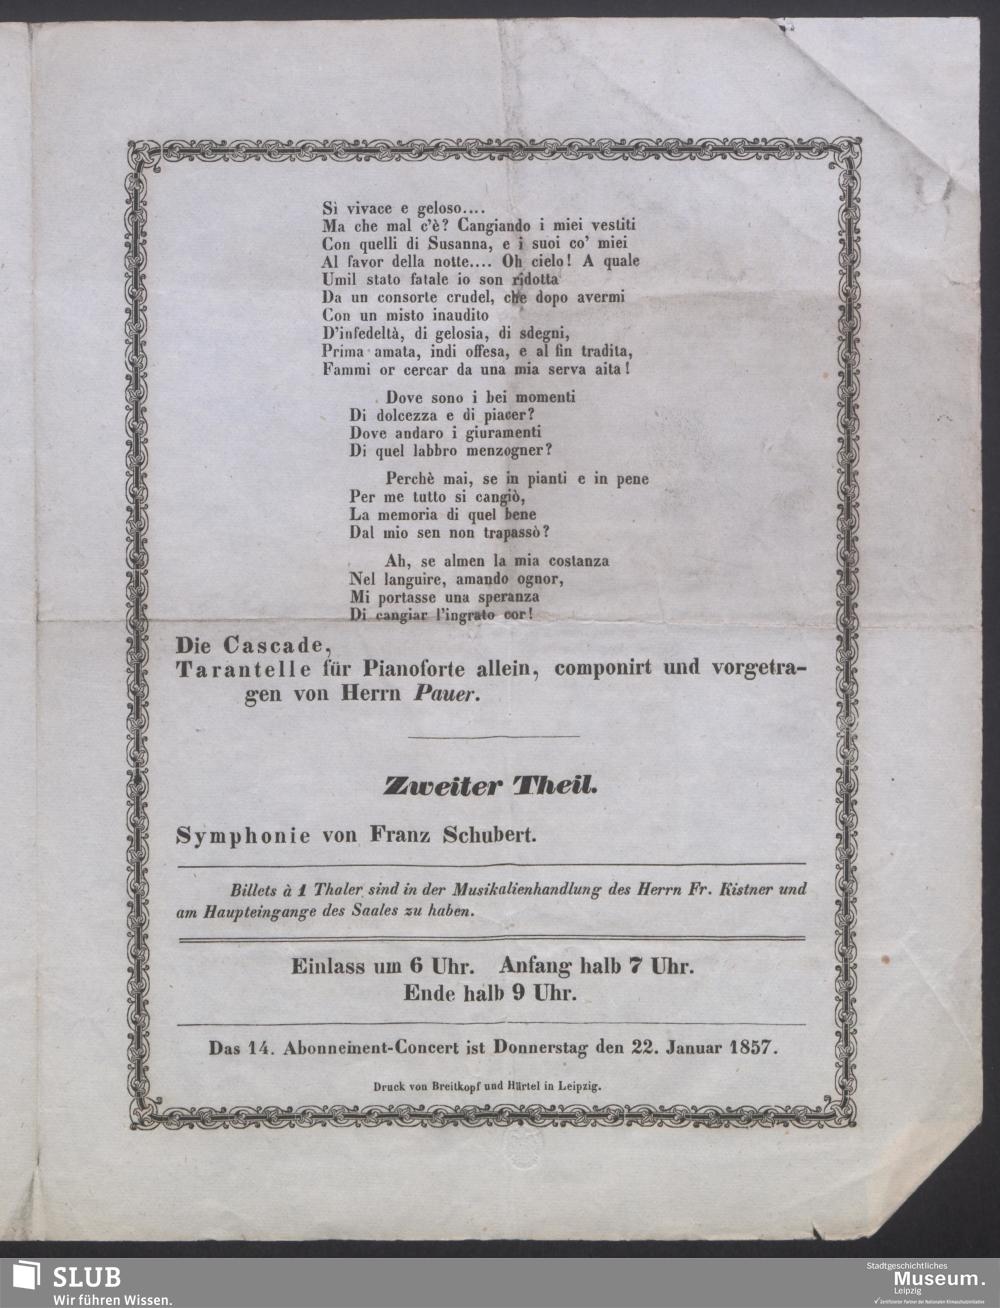 Sì vivace e geloso....
Ma che mal c'è? Cangiando i miei vestiti
Con quelli di Susanna, e i suoi co' miei
Al favor della notte.... Oh cielo! A quale
Umil stato fatale io son ridotta
Da un consorte crudel, che dopo avermi
Con un misto inaudito
D'infedeltà, di gelosia, di sdegni,
Prima amata, indi offesa, e al fin tradita,
Fammi or cercar da una mia serva aita!
Dove sono i bei momenti
Di dolcezza e di piacer?
Dove andaro i giuramenti
Di quel labbro menzogner?
Perchè mai, se in pianti e in pene
Per me tutto si cangiò,
La memoria di quel bene
Dal mio sen non trapassò?
Ah, se almen la mia costanza
Nel languire, amando ognor,
Mi portasse una speranza
Di cangiar l'ingrato cor!
Die Cascade,
Tarantelle für Pianoforte allein, componirt und vorgetra-
gen von Herrn Pauer.
Zweiter Theil.
Symphonie von Franz Schubert.
Billets à 1 Thaler sind in der Musikalienhandlung des Herrn Fr. Kistner und
am Haupteingange des Saales zu haben.
Einlass um 6 Uhr. Anfang halb 7 Uhr.
Ende halb 9 Uhr.
Das 14. Abonnement-Concert ist Donnerstag den 22. Januar 1857.
Druck von Breitkopf und Härtel in Leipzig.
SLUB
Wir führen Wissen.
Stadtgeschichtliches
Museum.
Leipzig
Zertifizierter Partner der Nationalen Klimaschutzinitiative